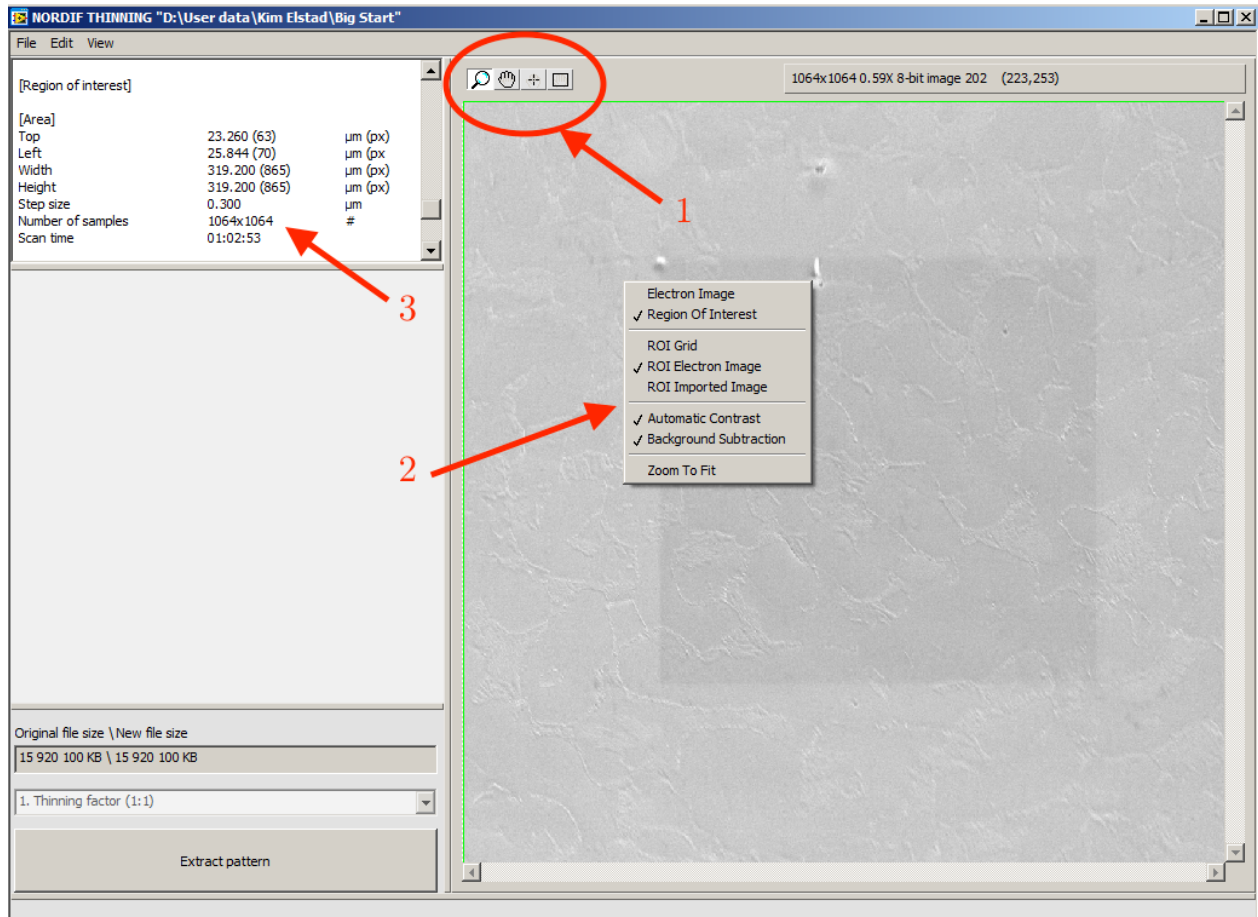 NORDIF THINNING "D:\User data\Kim Elstad\Big Start"
File Edit View
[Region of interest]
[Area]
Top 23.260 (63) µm (px)
Left 25.844 (70) µm (px
Width 319.200 (865) µm (px)
Height 319.200 (865) µm (px)
Step size 0.300 µm
Number of samples 1064x1064 #
Scan time 01:02:53
1064x1064 0.59X 8-bit image 202 (223,253)
1
3
Electron Image
✓ Region Of Interest
ROI Grid
✓ ROI Electron Image
ROI Imported Image
✓ Automatic Contrast
✓ Background Subtraction
Zoom To Fit
2
Original file size \ New file size
15 920 100 KB \ 15 920 100 KB
1. Thinning factor (1:1)
Extract pattern